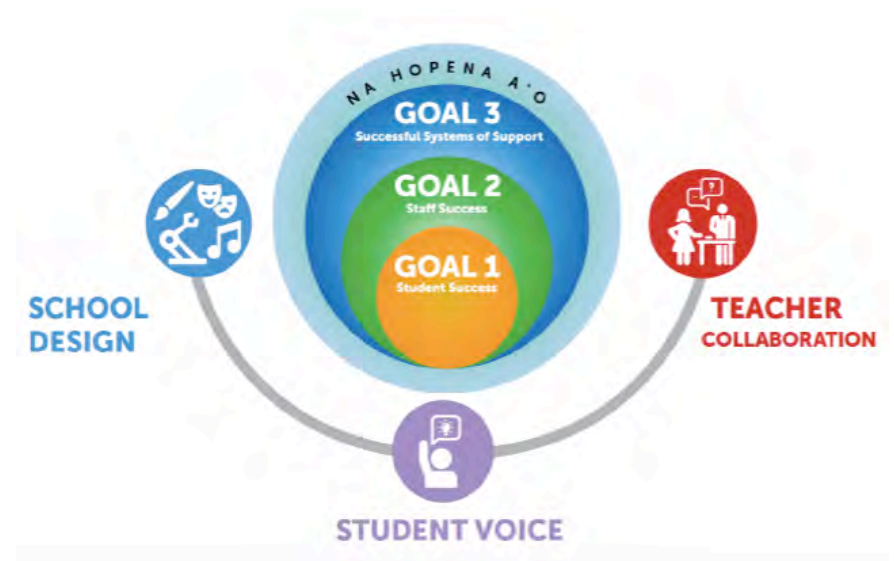 NA HOPENA A'O
GOAL 3
Successful Systems of Support
GOAL 2
Staff Success
GOAL 1
Student Success
SCHOOL
DESIGN
?
TEACHER
COLLABORATION
STUDENT VOICE